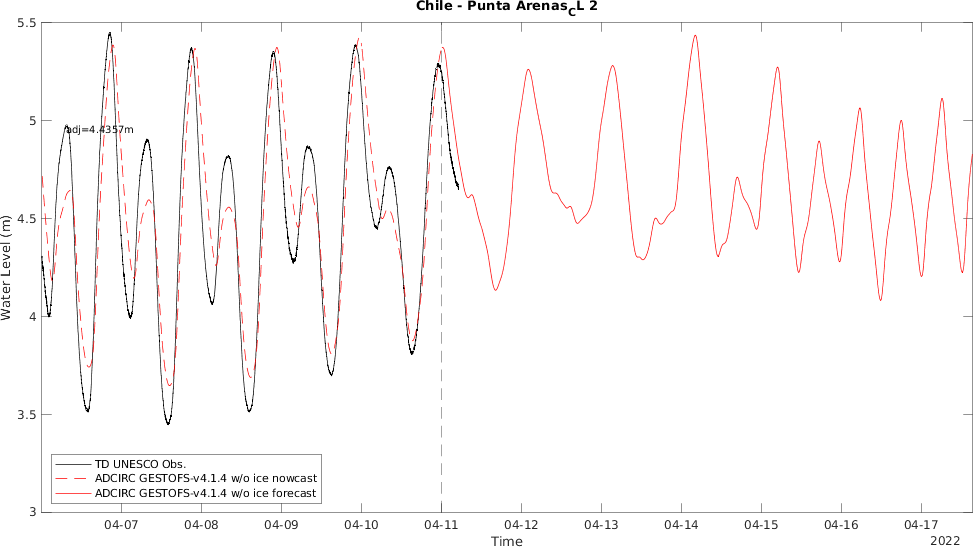 Chile - Punta Arenas_CL 2
5.5
5
4.5
4
3.5
3
Water Level (m)
adj=4.4357m
TD UNESCO Obs.
ADCIRC GESTOFS-v4.1.4 w/o ice nowcast
ADCIRC GESTOFS-v4.1.4 w/o ice forecast
04-07
04-08
04-09
04-10
04-11
04-12
04-13
04-14
04-15
04-16
04-17
Time
2022